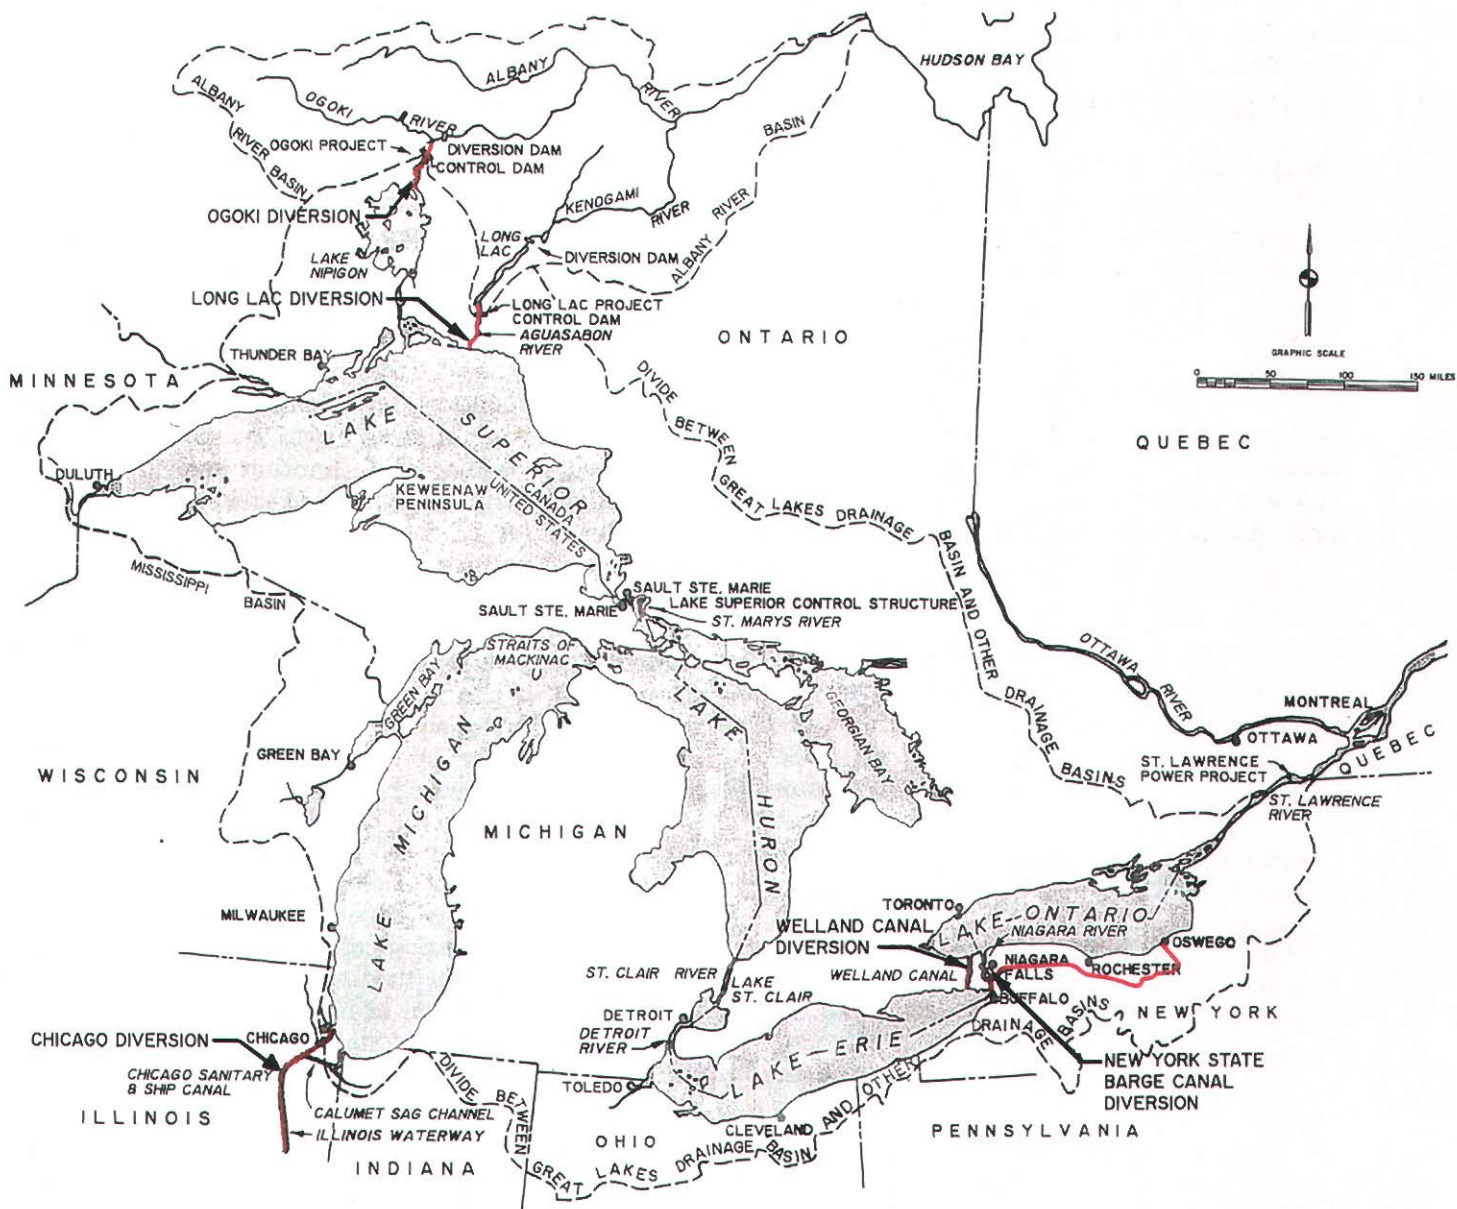 HUDSON BAY
ALBANY
RIVER
ALBANY
RIVER
BASIN
OGOKI
RIVER
OGOKI PROJECT
DIVERSION DAM
CONTROL DAM
BASIN
RIVER
ALBANY
OGOKI DIVERSION
KENOGAMI
RIVER
LONG
LAC
DIVERSION DAM
LAKE
NIPIGON
LONG LAC DIVERSION
LONG LAC PROJECT
CONTROL DAM
AGUASABON
RIVER
ONTARIO
THUNDER BAY
MINNESOTA
GRAPHIC SCALE
0 50 100 150 MILES
DIVIDE
BETWEEN
GREAT LAKES DRAINAGE
BASIN AND OTHER
DRAINAGE
BASINS
QUEBEC
LAKE
SUPERIOR
CANADA
UNITED STATES
DULUTH
KEWEENAW
PENINSULA
MISSISSIPPI
BASIN
SAULT STE. MARIE
SAULT STE. MARIE
LAKE SUPERIOR CONTROL STRUCTURE
ST. MARYS RIVER
STRAITS OF
MACKINAC
OTTAWA
RIVER
MONTREAL
OTTAWA
QUEBEC
ST. LAWRENCE
POWER PROJECT
ST. LAWRENCE
RIVER
GREEN BAY
GREEN BAY
LAKE
HURON
GEORGIAN BAY
WISCONSIN
LAKE
MICHIGAN
MICHIGAN
MILWAUKEE
TORONTO
LAKE ONTARIO
NIAGARA RIVER
OSWEGO
WELLAND CANAL
DIVERSION
NIAGARA
FALLS
ROCHESTER
WELLAND CANAL
BUFFALO
NEW YORK
ST. CLAIR RIVER
LAKE
ST. CLAIR
DETROIT
DETROIT
RIVER
CHICAGO DIVERSION
CHICAGO
CHICAGO SANITARY
& SHIP CANAL
ILLINOIS
CALUMET SAG CHANNEL
ILLINOIS WATERWAY
INDIANA
TOLEDO
LAKE ERIE
CLEVELAND
OHIO
DIVIDE
BETWEEN
GREAT
LAKES DRAINAGE
BASIN
AND OTHER
DRAINAGE
BASINS
PENNSYLVANIA
NEW YORK STATE
BARGE CANAL
DIVERSION